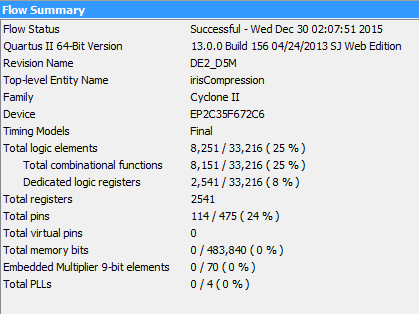 Flow Summary
Flow Status Successful - Wed Dec 30 02:07:51 2015
Quartus II 64-Bit Version 13.0.0 Build 156 04/24/2013 SJ Web Edition
Revision Name DE2_D5M
Top-level Entity Name irisCompression
Family Cyclone II
Device EP2C35F672C6
Timing Models Final
Total logic elements 8,251 / 33,216 ( 25 % )
Total combinational functions 8,151 / 33,216 ( 25 % )
Dedicated logic registers 2,541 / 33,216 ( 8 % )
Total registers 2541
Total pins 114 / 475 ( 24 % )
Total virtual pins 0
Total memory bits 0 / 483,840 ( 0 % )
Embedded Multiplier 9-bit elements 0 / 70 ( 0 % )
Total PLLs 0 / 4 ( 0 % )